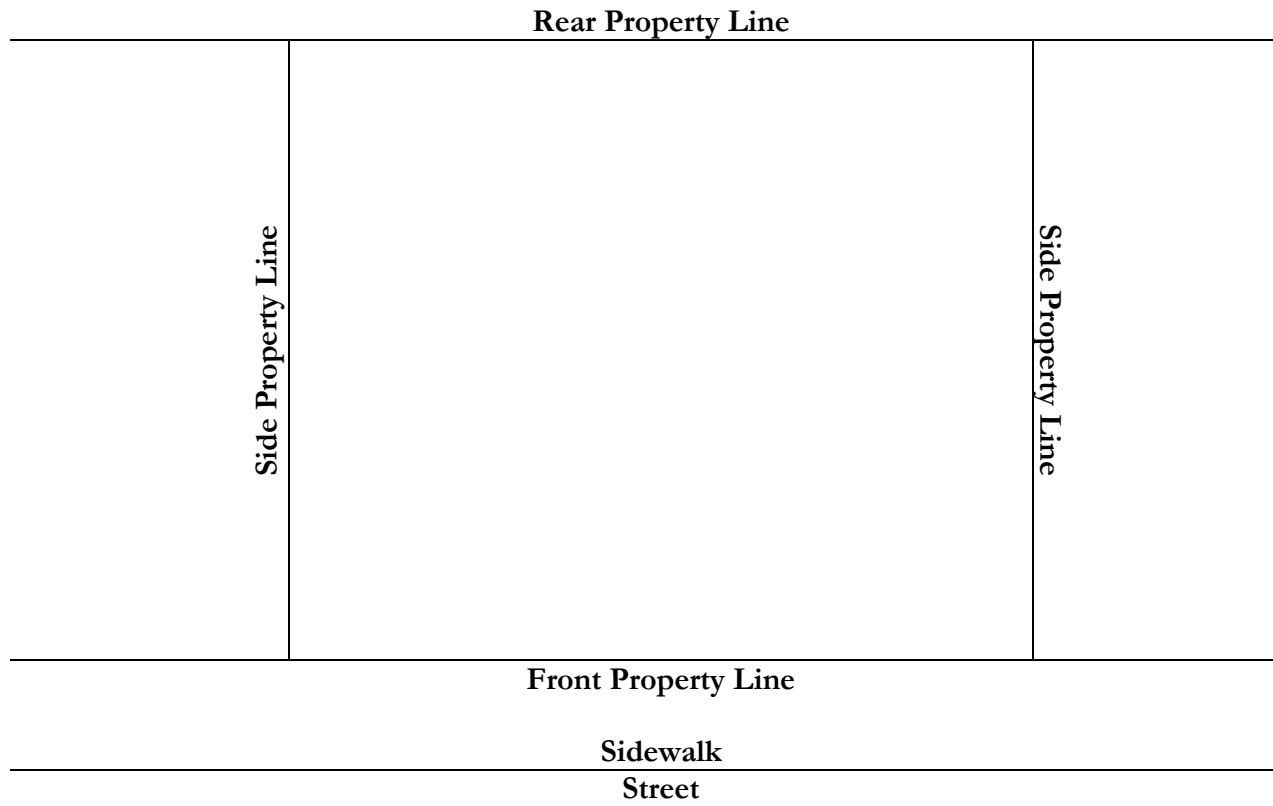 Rear Property Line
Side Property Line
Side Property Line
Front Property Line
Sidewalk
Street